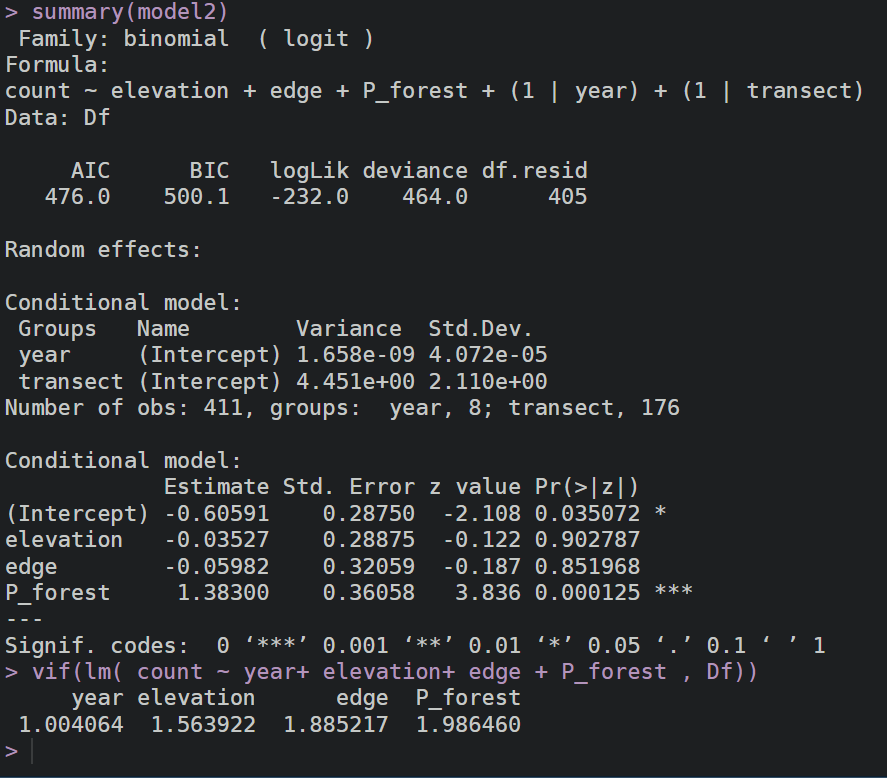 > summary(model2)
 Family: binomial  ( logit )
Formula:
count ~ elevation + edge + P_forest + (1 | year) + (1 | transect)
Data: Df

     AIC      BIC   logLik deviance df.resid
   476.0    500.1   -232.0    464.0      405

Random effects:

Conditional model:
 Groups   Name        Variance  Std.Dev.
 year     (Intercept) 1.658e-09 4.072e-05
 transect (Intercept) 4.451e+00 2.110e+00
Number of obs: 411, groups:  year, 8; transect, 176

Conditional model:
            Estimate Std. Error z value Pr(>|z|)
(Intercept) -0.60591    0.28750  -2.108 0.035072 *
elevation   -0.03527    0.28875  -0.122 0.902787
edge        -0.05982    0.32059  -0.187 0.851968
P_forest     1.38300    0.36058   3.836 0.000125 ***
---
Signif. codes:  0 ‘***’ 0.001 ‘**’ 0.01 ‘*’ 0.05 ‘.’ 0.1 ‘ ’ 1
> vif(lm( count ~ year+ elevation+ edge + P_forest , Df))
     year elevation      edge  P_forest
 1.004064  1.563922  1.885217  1.986460
>